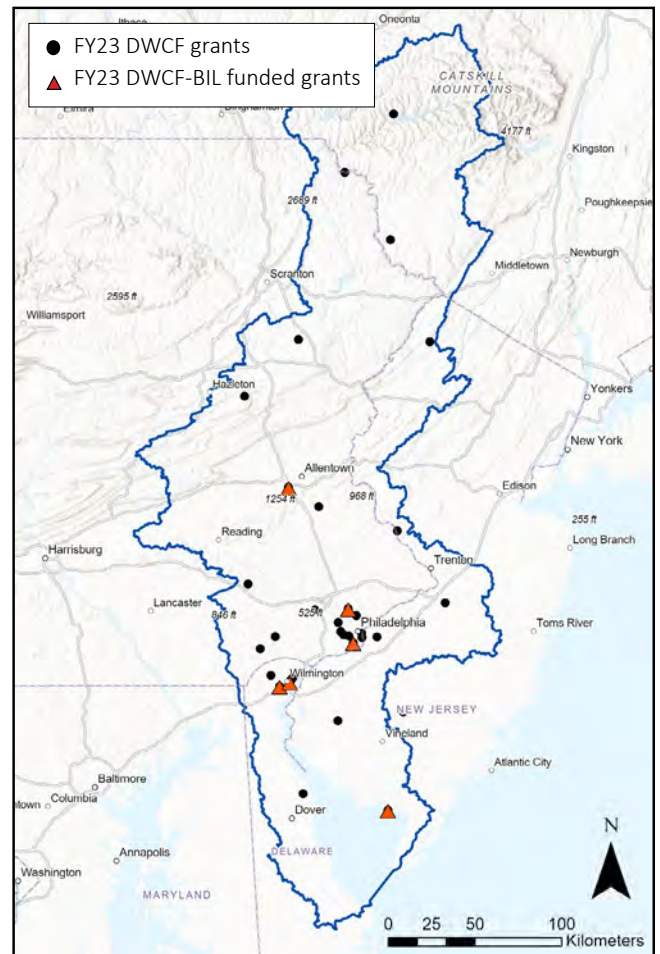 Ithaca
Oneonta
FY23 DWCF grants
FY23 DWCF-BIL funded grants
CATSKILL
MOUNTAINS
Elmira
Binghamton
4177 ft
Kingston
2689 ft
Poughkeepsie
Newburgh
Middletown
Scranton
2595 ft
Williamsport
Hazleton
Yonkers
New York
Allentown
Edison
1254 ft
968 ft
255 ft
Reading
Long Branch
Harrisburg
Trenton
Lancaster
846 ft
525 ft
Philadelphia
Toms River
Wilmington
NEW JERSEY
Vineland
Atlantic City
Baltimore
Columbia
Dover
N
Annapolis
DELAWARE
Washington
MARYLAND
0 25 50 100
Kilometers